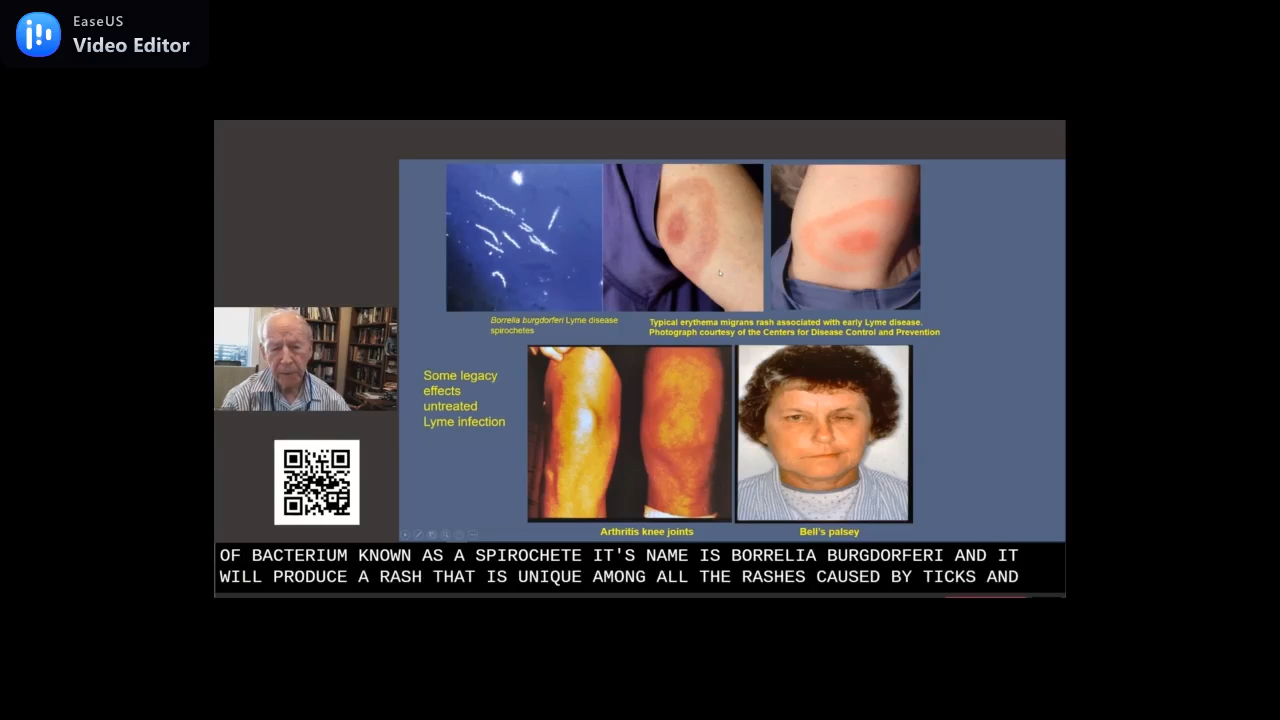 EaseUS
Video Editor
Borrelia burgdorferi Lyme disease
spirochetes
Typical erythema migrans rash associated with early Lyme disease.
Photograph courtesy of the Centers for Disease Control and Prevention
Some legacy
effects
untreated
Lyme infection
Arthritis knee joints
Bell's palsey
OF BACTERIUM KNOWN AS A SPIROCHETE IT'S NAME IS BORRELIA BURGDORFERI AND IT
WILL PRODUCE A RASH THAT IS UNIQUE AMONG ALL THE RASHES CAUSED BY TICKS AND